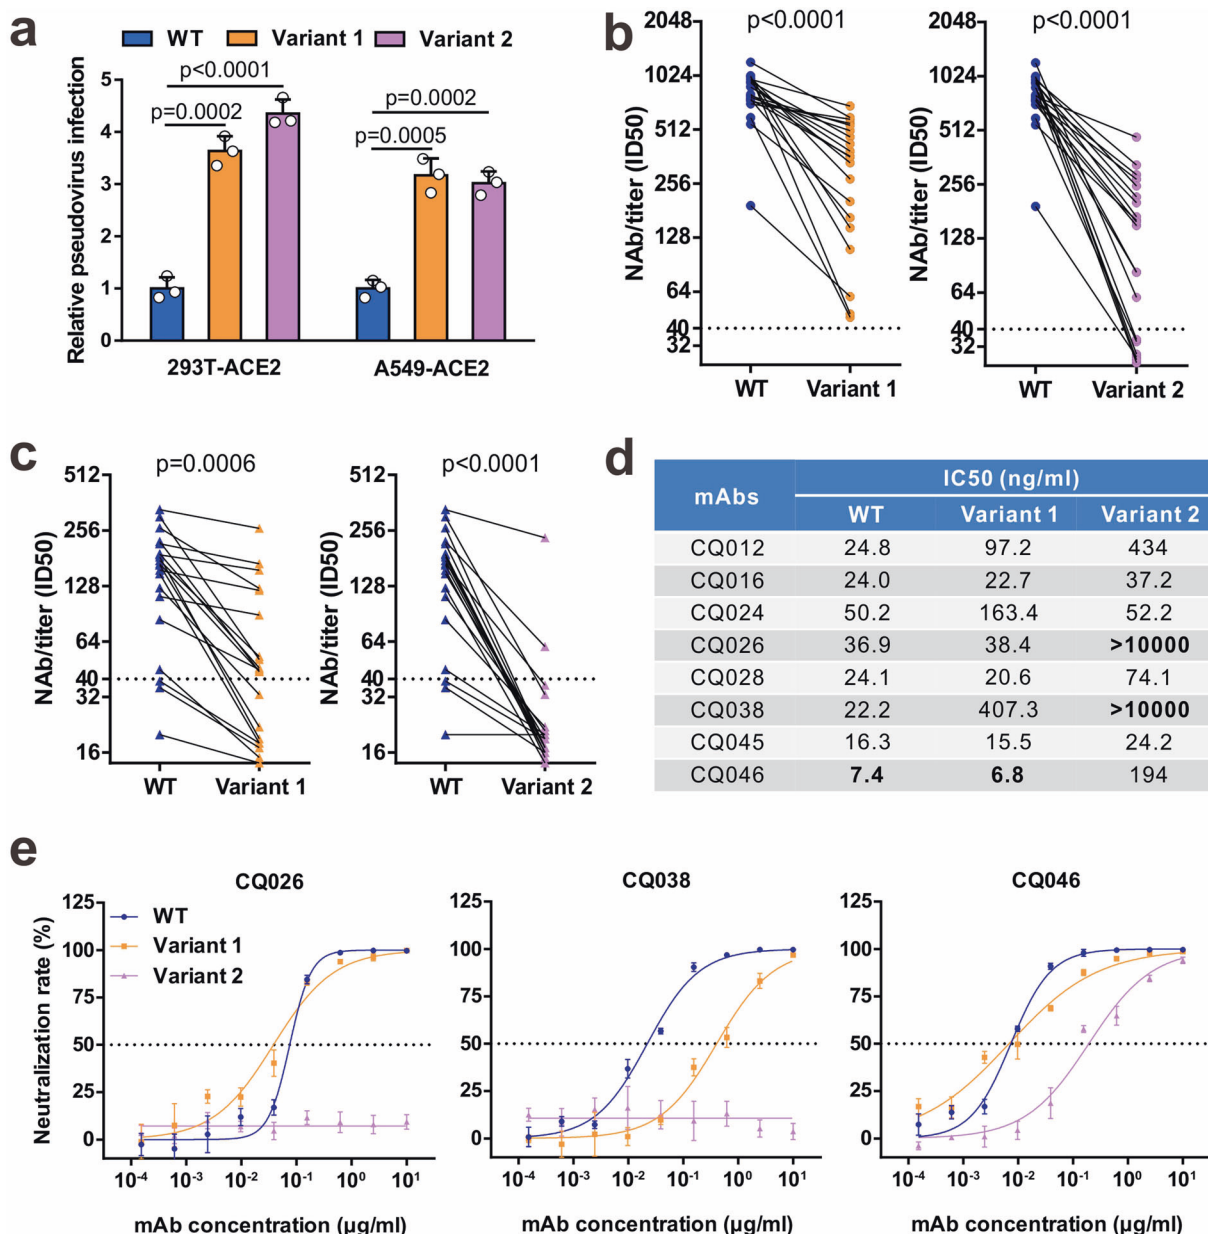 a
WT Variant 1 Variant 2
Relative pseudovirus infection
5
4
3
2
1
0
p<0.0001
p=0.0002
p=0.0002
p=0.0005
293T-ACE2 A549-ACE2
b
p<0.0001
NAb/titer (ID50)
2048
1024
512
256
128
64
40
32
WT Variant 1
p<0.0001
NAb/titer (ID50)
2048
1024
512
256
128
64
40
32
WT Variant 2
c
p=0.0006
NAb/titer (ID50)
512
256
128
64
40
32
16
WT Variant 1
p<0.0001
NAb/titer (ID50)
512
256
128
64
40
32
16
WT Variant 2
d
mAbs IC50 (ng/ml)
WT Variant 1 Variant 2
CQ012 24.8 97.2 434
CQ016 24.0 22.7 37.2
CQ024 50.2 163.4 52.2
CQ026 36.9 38.4 >10000
CQ028 24.1 20.6 74.1
CQ038 22.2 407.3 >10000
CQ045 16.3 15.5 24.2
CQ046 7.4 6.8 194
e
CQ026
WT
Variant 1
Variant 2
Neutralization rate (%)
125
100
75
50
25
0
10⁻⁴ 10⁻³ 10⁻² 10⁻¹ 10⁰ 10¹
mAb concentration (μg/ml)
CQ038
125
100
75
50
25
0
10⁻⁴ 10⁻³ 10⁻² 10⁻¹ 10⁰ 10¹
mAb concentration (μg/ml)
CQ046
125
100
75
50
25
0
10⁻⁴ 10⁻³ 10⁻² 10⁻¹ 10⁰ 10¹
mAb concentration (μg/ml)